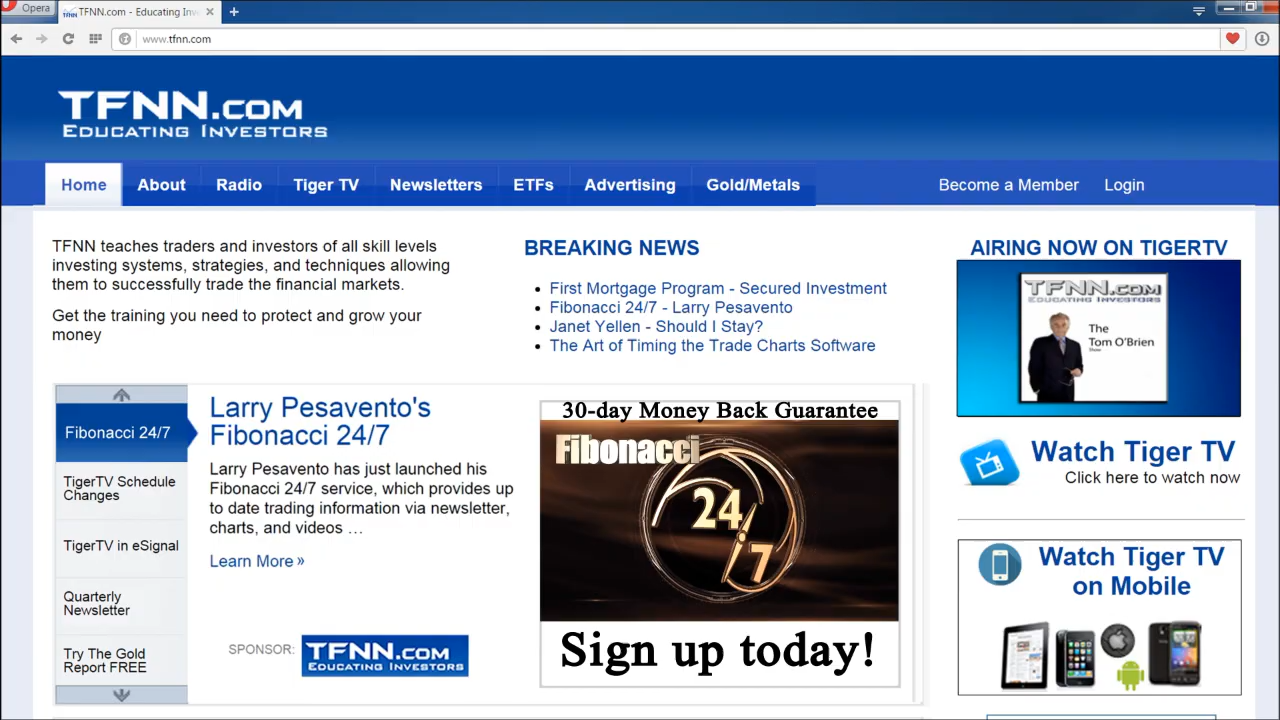 Opera
TFNN.com - Educating Inv
www.tfnn.com
TFNN.com
Educating Investors
Home
About
Radio
Tiger TV
Newsletters
ETFs
Advertising
Gold/Metals
Become a Member
Login
TFNN teaches traders and investors of all skill levels
investing systems, strategies, and techniques allowing
them to successfully trade the financial markets.
Get the training you need to protect and grow your
money
BREAKING NEWS
First Mortgage Program - Secured Investment
Fibonacci 24/7 - Larry Pesavento
Janet Yellen - Should I Stay?
The Art of Timing the Trade Charts Software
AIRING NOW ON TIGERTV
TFNN.com
Educating Investors
The
Tom O'Brien
Show
Watch Tiger TV
Click here to watch now
Watch Tiger TV
on Mobile
Fibonacci 24/7
TigerTV Schedule
Changes
TigerTV in eSignal
Quarterly
Newsletter
Try The Gold
Report FREE
Larry Pesavento's
Fibonacci 24/7
Larry Pesavento has just launched his
Fibonacci 24/7 service, which provides up
to date trading information via newsletter,
charts, and videos …
Learn More »
SPONSOR:
TFNN.com
Educating Investors
30-day Money Back Guarantee
Fibonacci
24
7
Sign up today!